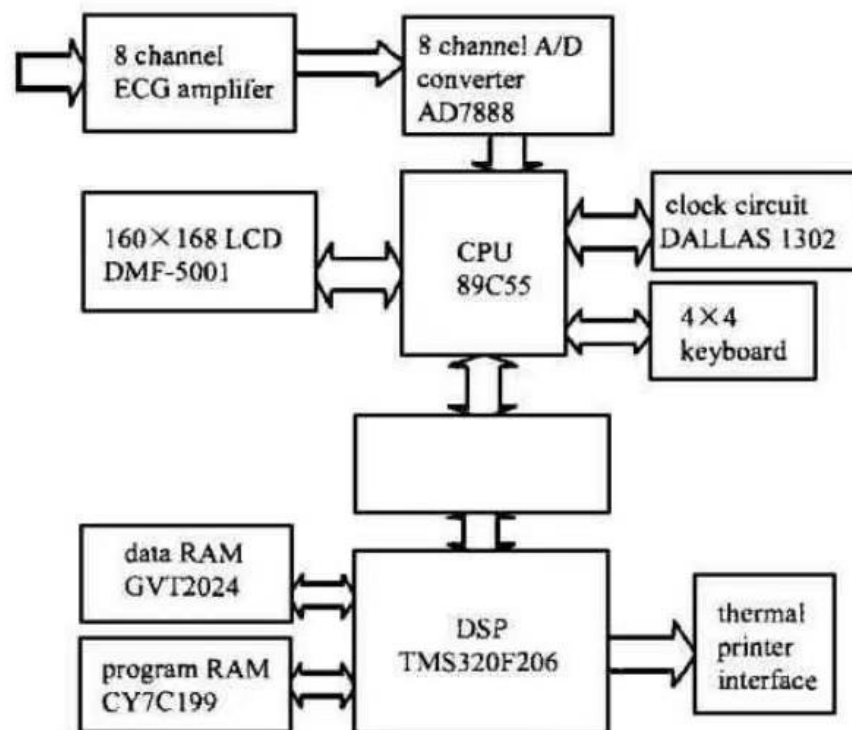 8 channel
ECG amplifer
8 channel A/D
converter
AD7888
160×168 LCD
DMF-5001
CPU
89C55
clock circuit
DALLAS 1302
4×4
keyboard
data RAM
GVT2024
program RAM
CY7C199
DSP
TMS320F206
thermal
printer
interface